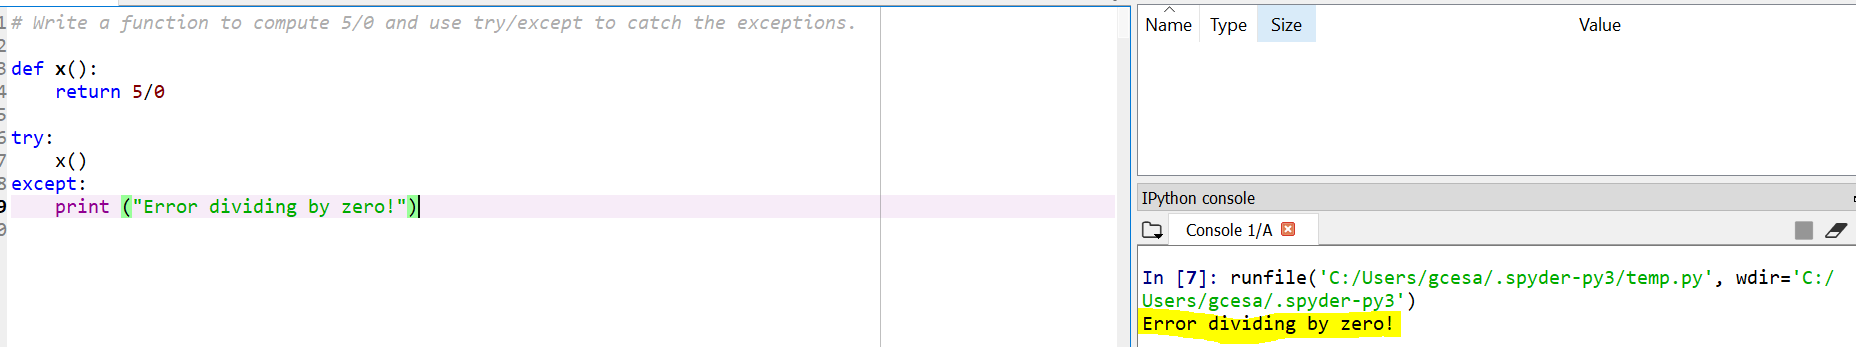 1 # Write a function to compute 5/0 and use try/except to catch the exceptions.
2
3 def x():
4     return 5/0
5
6 try:
7     x()
8 except:
9     print ("Error dividing by zero!")
0
Name Type Size Value
IPython console
Console 1/A
In [7]: runfile('C:/Users/gcesa/.spyder-py3/temp.py', wdir='C:/
Users/gcesa/.spyder-py3')
Error dividing by zero!